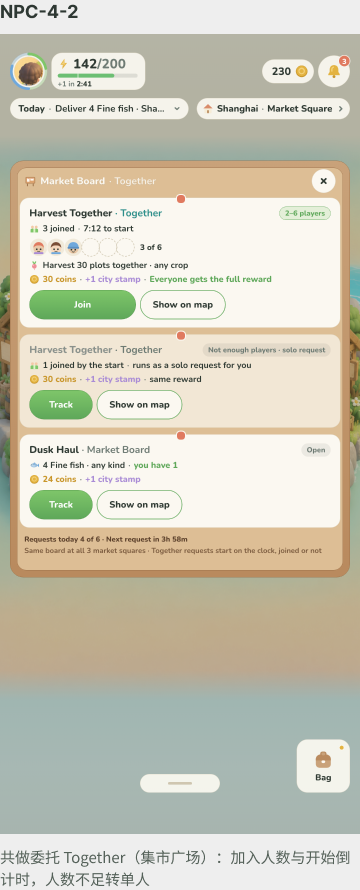 NPC-4-2
142/200
+1 in 2:41
230
3
Today · Deliver 4 Fine fish · Sha...
Shanghai · Market Square
Market Board · Together
Harvest Together · Together
2–6 players
3 joined · 7:12 to start
3 of 6
Harvest 30 plots together · any crop
30 coins · +1 city stamp · Everyone gets the full reward
Join
Show on map
Harvest Together · Together
Not enough players · solo request
1 joined by the start · runs as a solo request for you
30 coins · +1 city stamp · same reward
Track
Show on map
Dusk Haul · Market Board
Open
4 Fine fish · any kind · you have 1
24 coins · +1 city stamp
Track
Show on map
Requests today 4 of 6 · Next request in 3h 58m
Same board at all 3 market squares · Together requests start on the clock, joined or not
Bag
共做委托 Together（集市广场）：加入人数与开始倒
计时，人数不足转单人